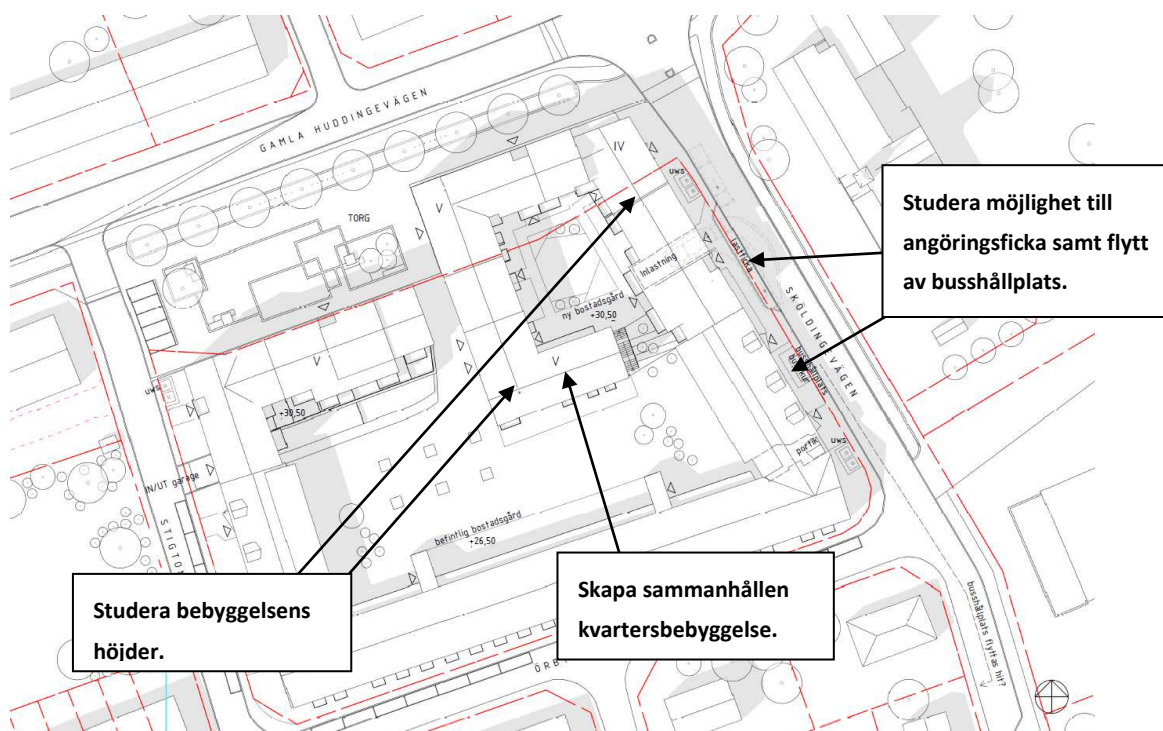 GAMLA HUDDINGEVÄGEN
IV
uws
TORG
V
Studera möjlighet till
angöringsficka samt flytt
av busshållplats.
lastficka
Inlastning
ny bostadsgård
+30,50
SKÖLDINGEVÄGEN
V
V
busshållplats
uws
+30,50
portik
uws
IN/UT garage
befintlig bostadsgård
+26,50
Studera bebyggelsens
höjder.
Skapa sammanhållen
kvartersbebyggelse.
busshållplats flyttas hit?